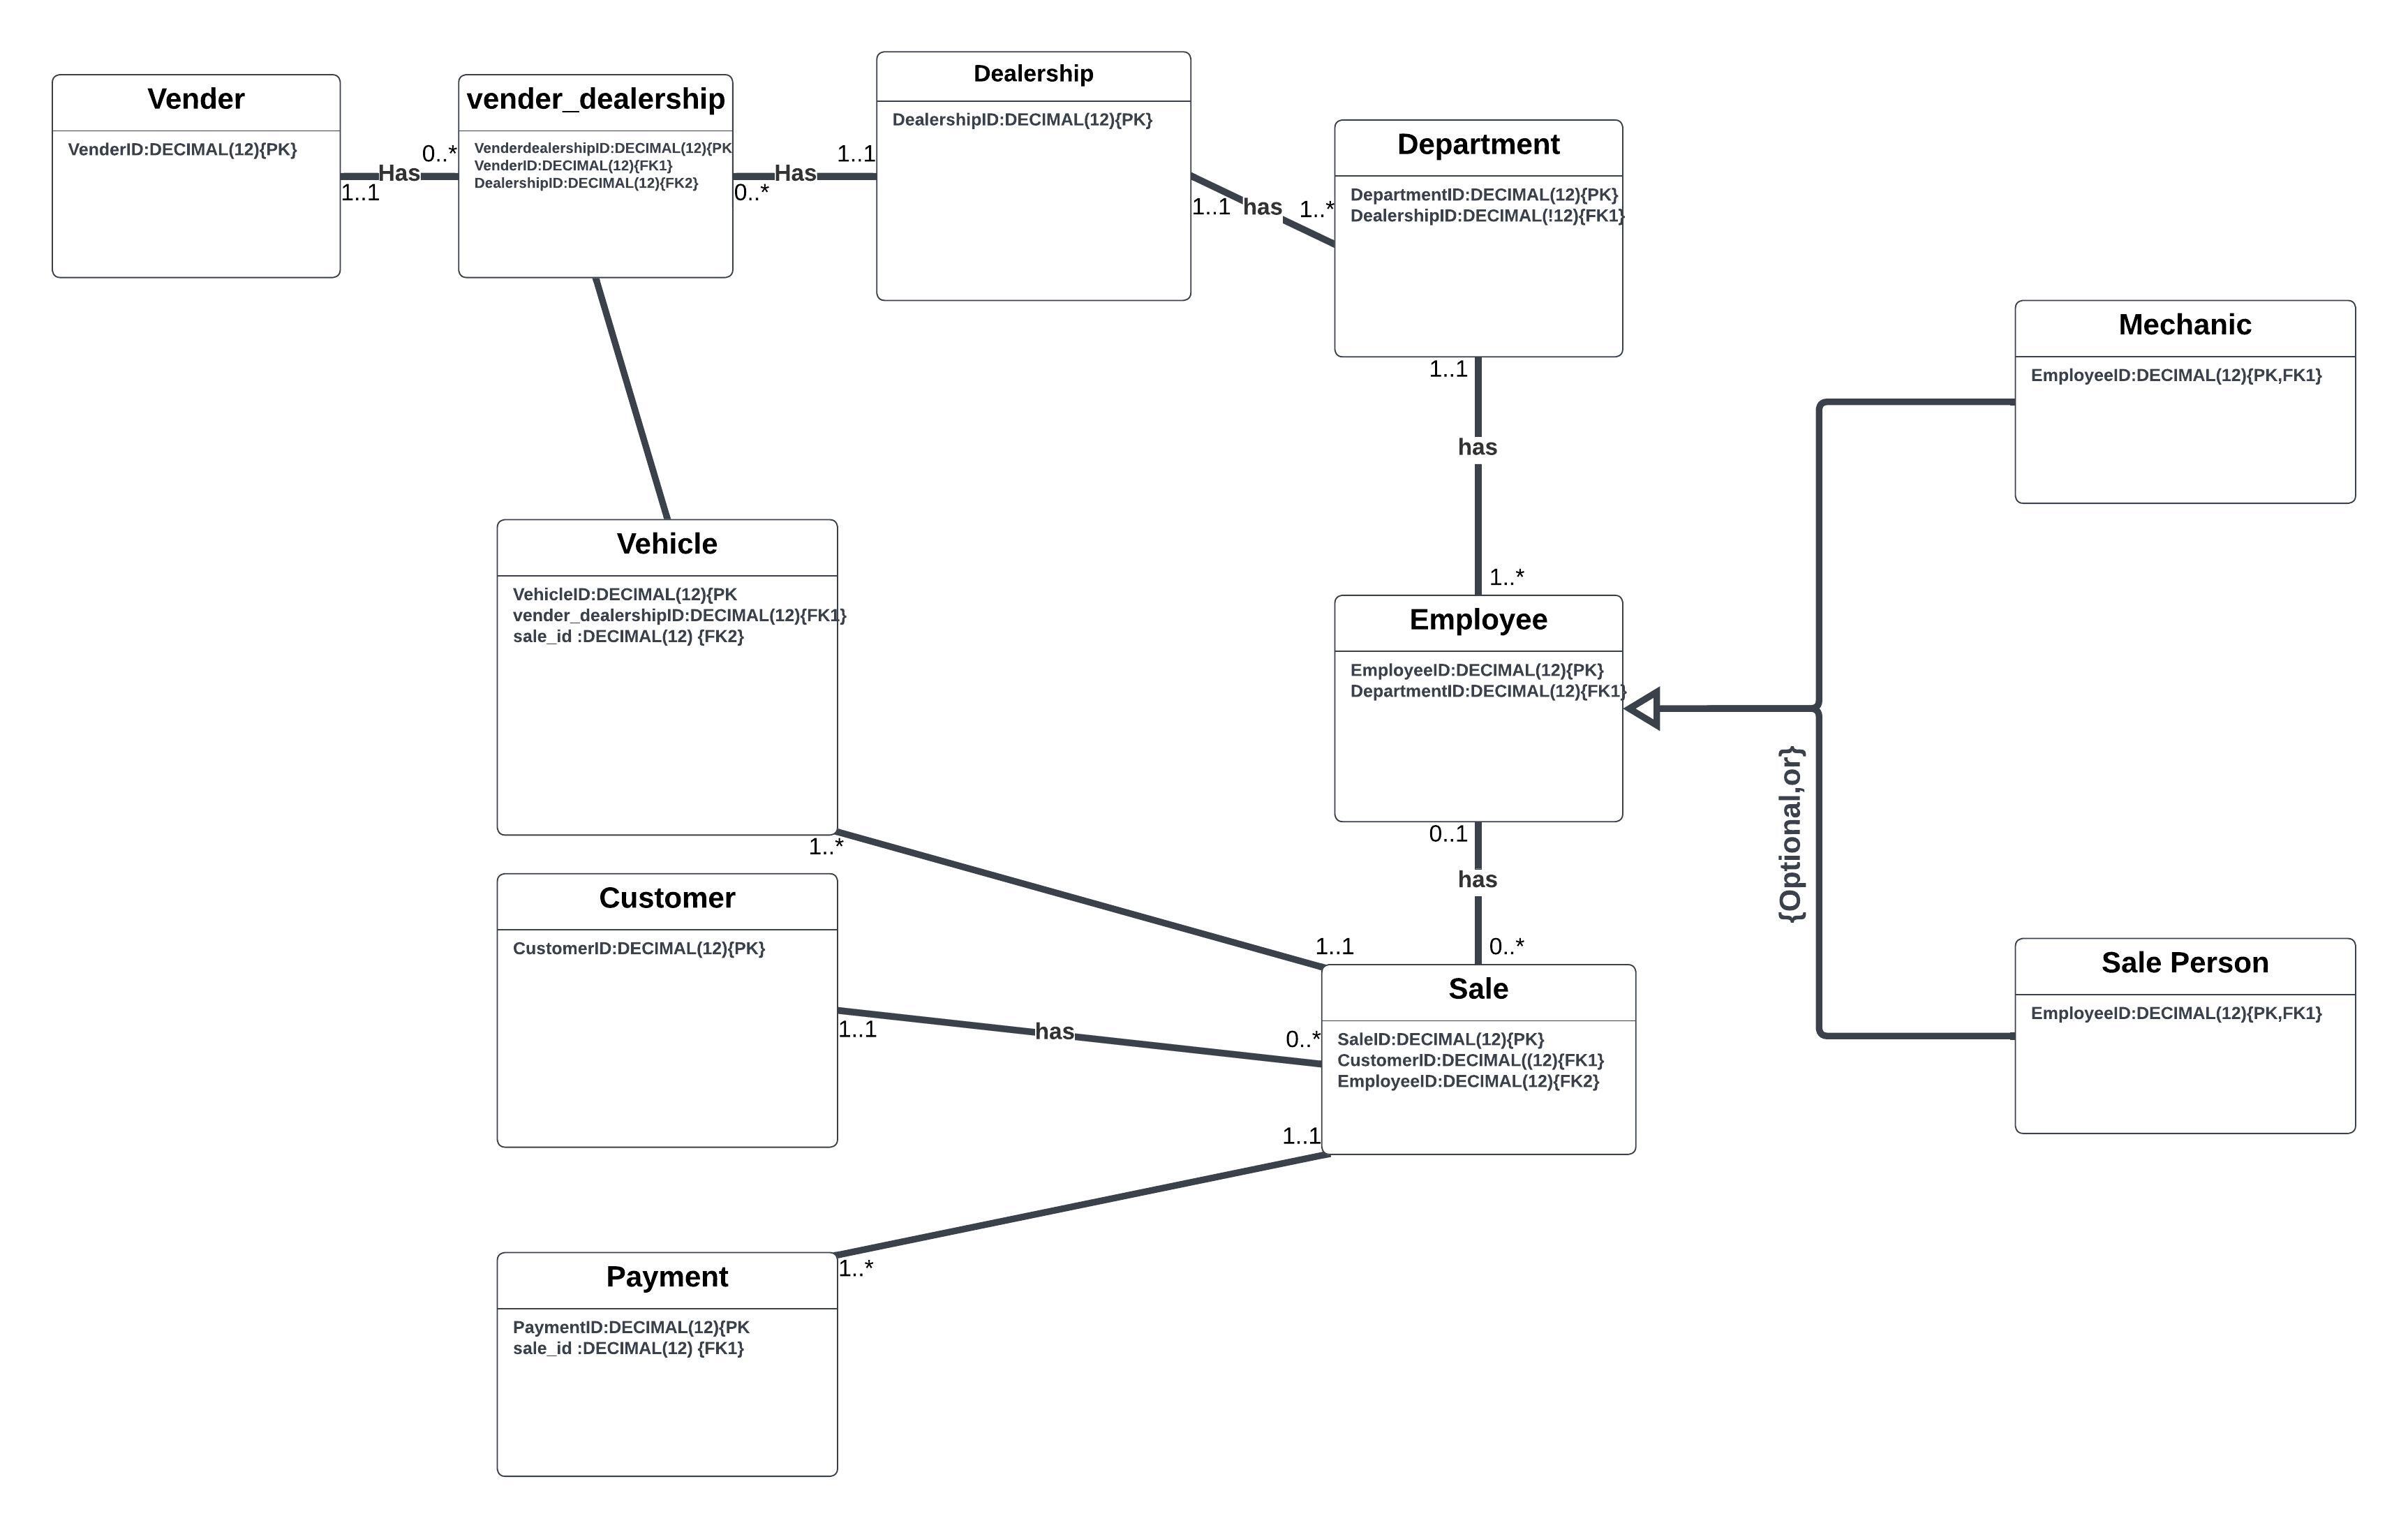 Vender
VenderID:DECIMAL(12){PK}
1..1
Has
0..*
vender_dealership
VenderdealershipID:DECIMAL(12){PK
VenderID:DECIMAL(12){FK1}
DealershipID:DECIMAL(12){FK2}
0..*
Has
1..1
Dealership
DealershipID:DECIMAL(12){PK}
1..1
has
1..*
Department
DepartmentID:DECIMAL(12){PK}
DealershipID:DECIMAL(!12){FK1}
1..1
has
1..*
Mechanic
EmployeeID:DECIMAL(12){PK,FK1}
Vehicle
VehicleID:DECIMAL(12){PK
vender_dealershipID:DECIMAL(12){FK1}
sale_id :DECIMAL(12) {FK2}
1..*
1..1
Employee
EmployeeID:DECIMAL(12){PK}
DepartmentID:DECIMAL(12){FK1}
0..1
has
0..*
{Optional,or}
Customer
CustomerID:DECIMAL(12){PK}
1..1
has
0..*
Sale
SaleID:DECIMAL(12){PK}
CustomerID:DECIMAL((12){FK1}
EmployeeID:DECIMAL(12){FK2}
1..1
Sale Person
EmployeeID:DECIMAL(12){PK,FK1}
1..*
Payment
PaymentID:DECIMAL(12){PK
sale_id :DECIMAL(12) {FK1}